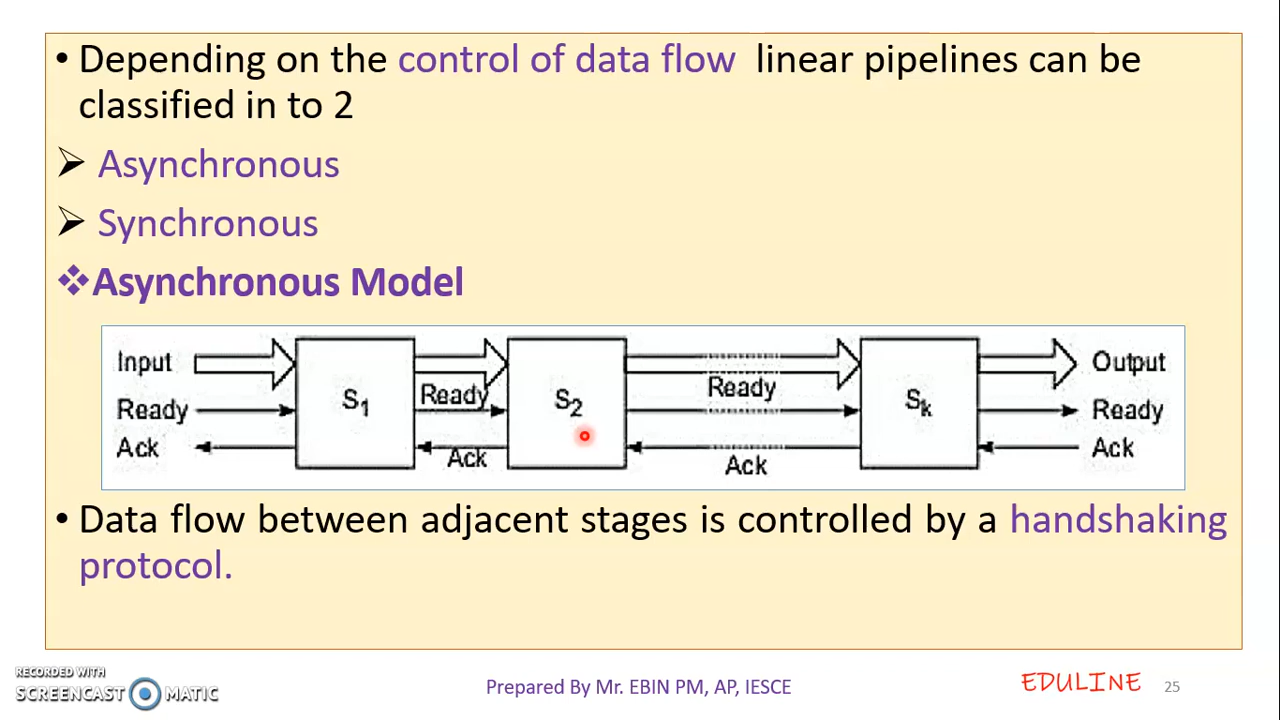 • Depending on the control of data flow linear pipelines can be
classified in to 2
➢ Asynchronous
➢ Synchronous
❖Asynchronous Model
Input
Ready
Ack
S1
Ready
Ack
S2
Ready
Ack
Sk
Output
Ready
Ack
• Data flow between adjacent stages is controlled by a handshaking
protocol.
RECORDED WITH
SCREENCAST MATIC
Prepared By Mr. EBIN PM, AP, IESCE
EDULINE
25